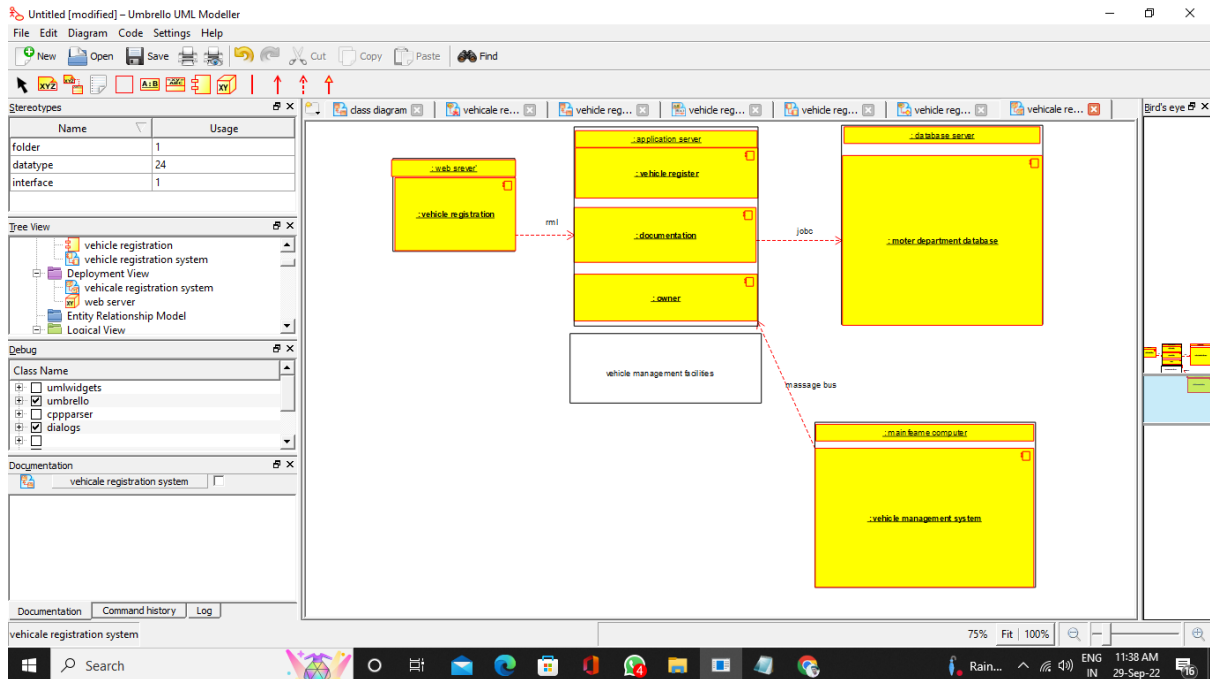 Untitled [modified] – Umbrello UML Modeller
File Edit Diagram Code Settings Help
New Open Save Cut Copy Paste Find
XYZ A:B XY
Stereotypes
Name Usage
folder 1
datatype 24
interface 1
Tree View
vehicle registration
vehicle registration system
Deployment View
vehicale registration system
web server
Entity Relationship Model
Logical View
Debug
Class Name
umlwidgets
umbrello
cppparser
dialogs
Documentation
vehicale registration system
Documentation Command history Log
class diagram vehicale re... vehicle reg... vehicle reg... vehicle reg... vehicle reg... vehicale re...
Bird's eye
: web srever'
: vehicle registration
rml
: application server
: vehicle register
: documentation
: owner
vehicle management facilities
jobc
: database server
: moter department database
massage bus
: main feame computer
: vehicle management system
vehicale registration system
75% Fit 100%
Search
4
Rain...
ENG
IN
11:38 AM
29-Sep-22
16